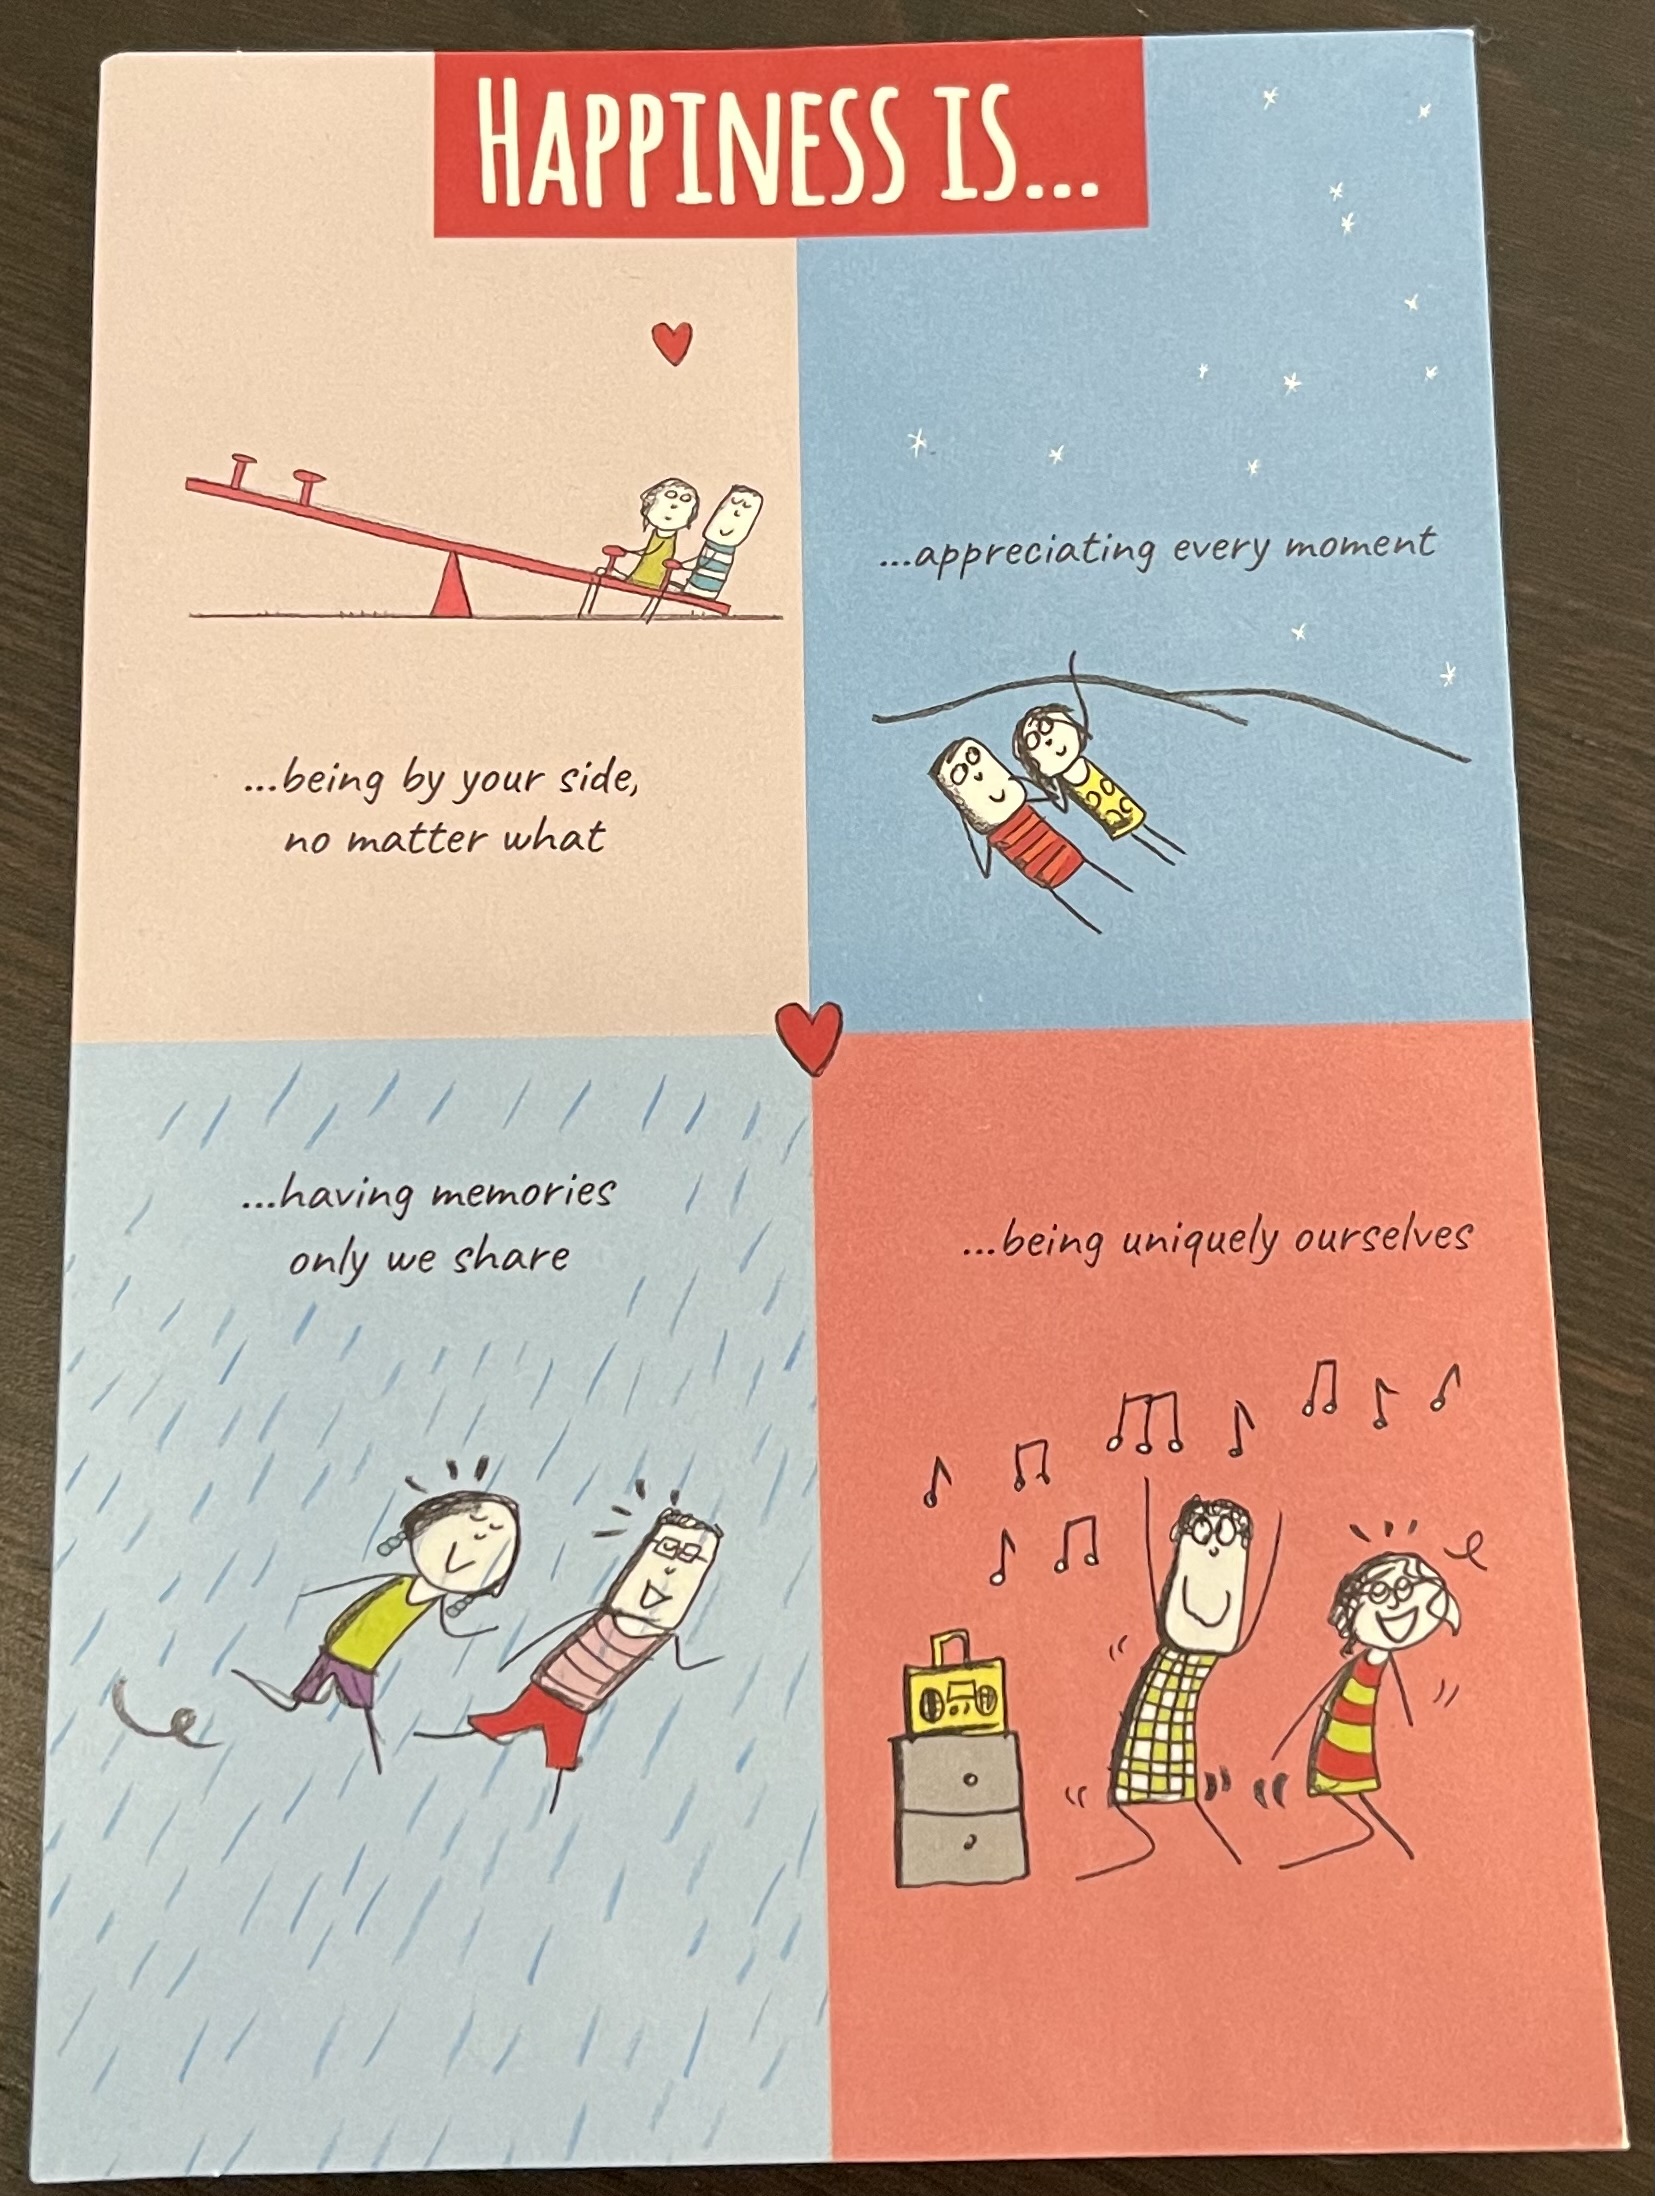 HAPPINESS IS...
...being by your side,
no matter what
...appreciating every moment
...having memories
only we share
...being uniquely ourselves